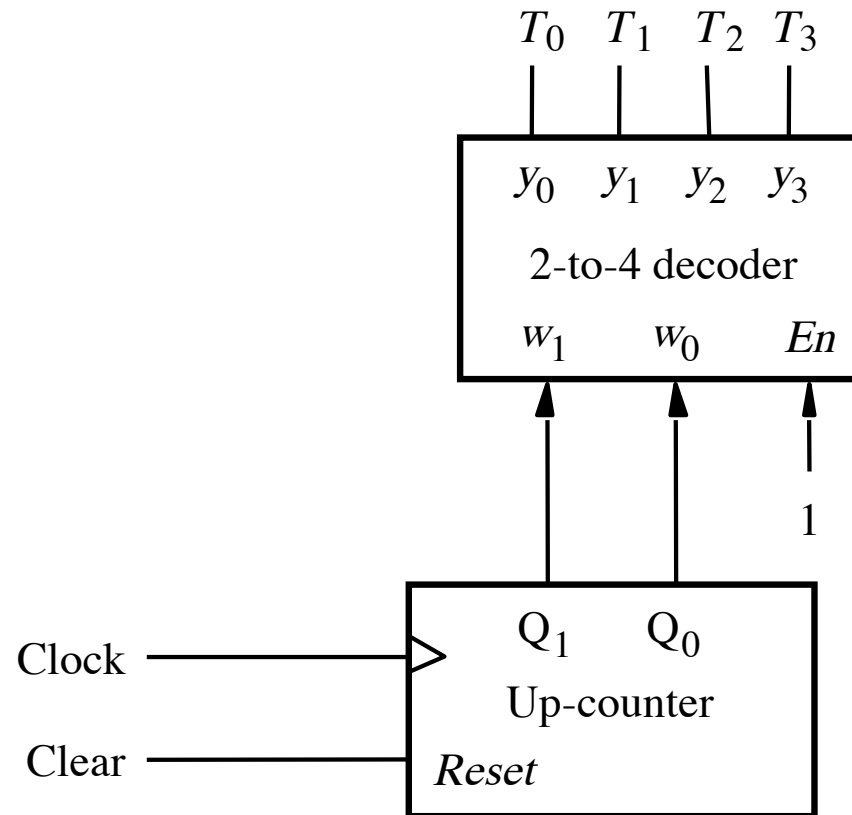 T0 T1 T2 T3
y0 y1 y2 y3
2-to-4 decoder
w1 w0 En
1
Q1 Q0
Clock
Up-counter
Clear
Reset